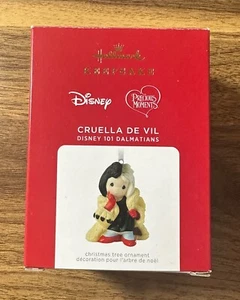 Hallmark
KEEPSAKE
Disney
PRECIOUS
MOMENTS
CRUELLA DE VIL
DISNEY 101 DALMATIANS
christmas tree ornament
décoration pour l'arbre de noël